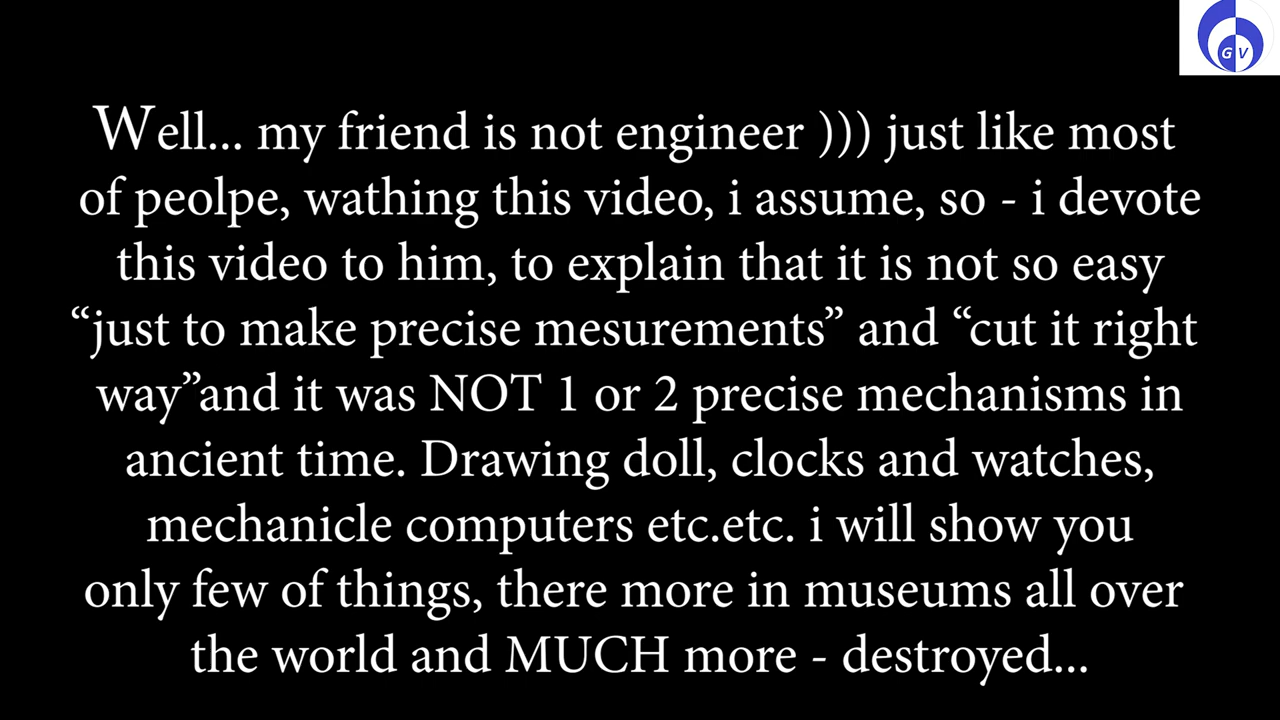 G V
Well... my friend is not engineer ))) just like most
of peolpe, wathing this video, i assume, so - i devote
this video to him, to explain that it is not so easy
“just to make precise mesurements” and “cut it right
way”and it was NOT 1 or 2 precise mechanisms in
ancient time. Drawing doll, clocks and watches,
mechanicle computers etc.etc. i will show you
only few of things, there more in museums all over
the world and MUCH more - destroyed...